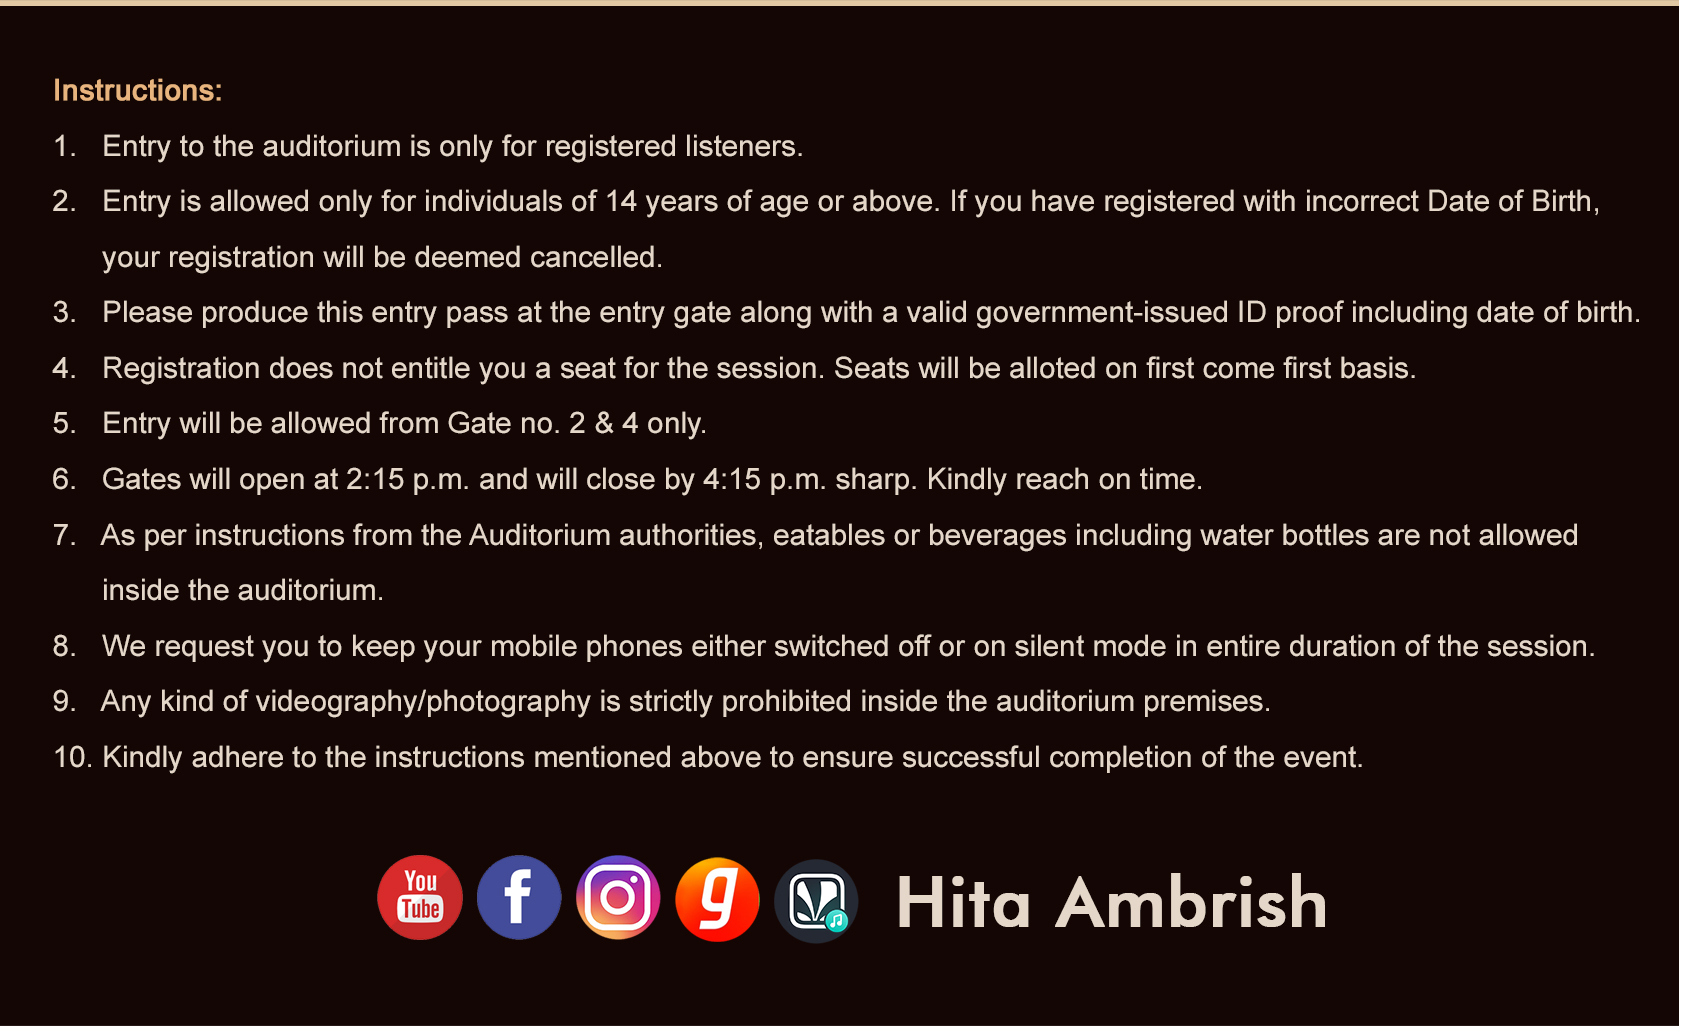 Instructions:
1. Entry to the auditorium is only for registered listeners.
2. Entry is allowed only for individuals of 14 years of age or above. If you have registered with incorrect Date of Birth,
your registration will be deemed cancelled.
3. Please produce this entry pass at the entry gate along with a valid government-issued ID proof including date of birth.
4. Registration does not entitle you a seat for the session. Seats will be alloted on first come first basis.
5. Entry will be allowed from Gate no. 2 & 4 only.
6. Gates will open at 2:15 p.m. and will close by 4:15 p.m. sharp. Kindly reach on time.
7. As per instructions from the Auditorium authorities, eatables or beverages including water bottles are not allowed
inside the auditorium.
8. We request you to keep your mobile phones either switched off or on silent mode in entire duration of the session.
9. Any kind of videography/photography is strictly prohibited inside the auditorium premises.
10. Kindly adhere to the instructions mentioned above to ensure successful completion of the event.
You
Tube
f
g
Hita Ambrish